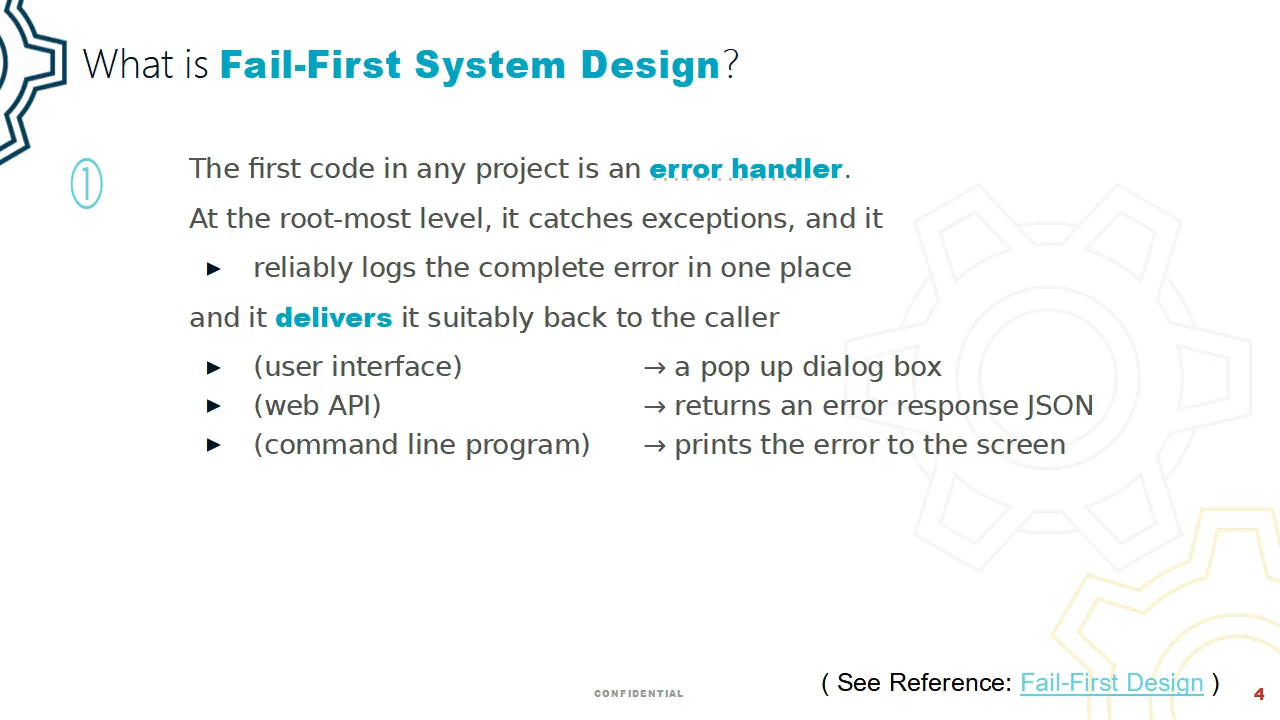 What is Fail-First System Design?
①
The first code in any project is an error handler.
At the root-most level, it catches exceptions, and it
► reliably logs the complete error in one place
and it delivers it suitably back to the caller
► (user interface) → a pop up dialog box
► (web API) → returns an error response JSON
► (command line program) → prints the error to the screen
( See Reference: Fail-First Design )
CONFIDENTIAL
4